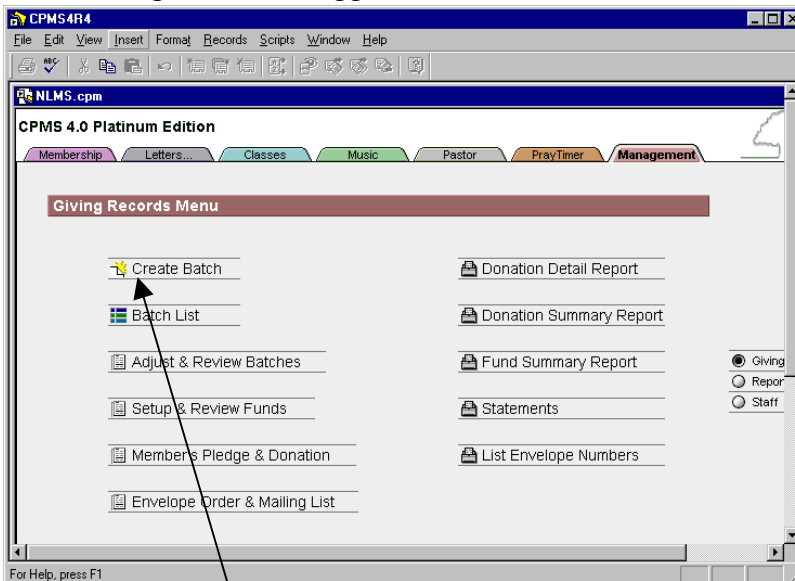 CPMS4R4
File Edit View Insert Format Records Scripts Window Help
NLMS.cpm
CPMS 4.0 Platinum Edition
Membership Letters... Classes Music Pastor PrayTimer Management
Giving Records Menu
Create Batch Donation Detail Report
Batch List Donation Summary Report
Adjust & Review Batches Fund Summary Report Giving
Repor
Setup & Review Funds Statements Staff
Member's Pledge & Donation List Envelope Numbers
Envelope Order & Mailing List
For Help, press F1